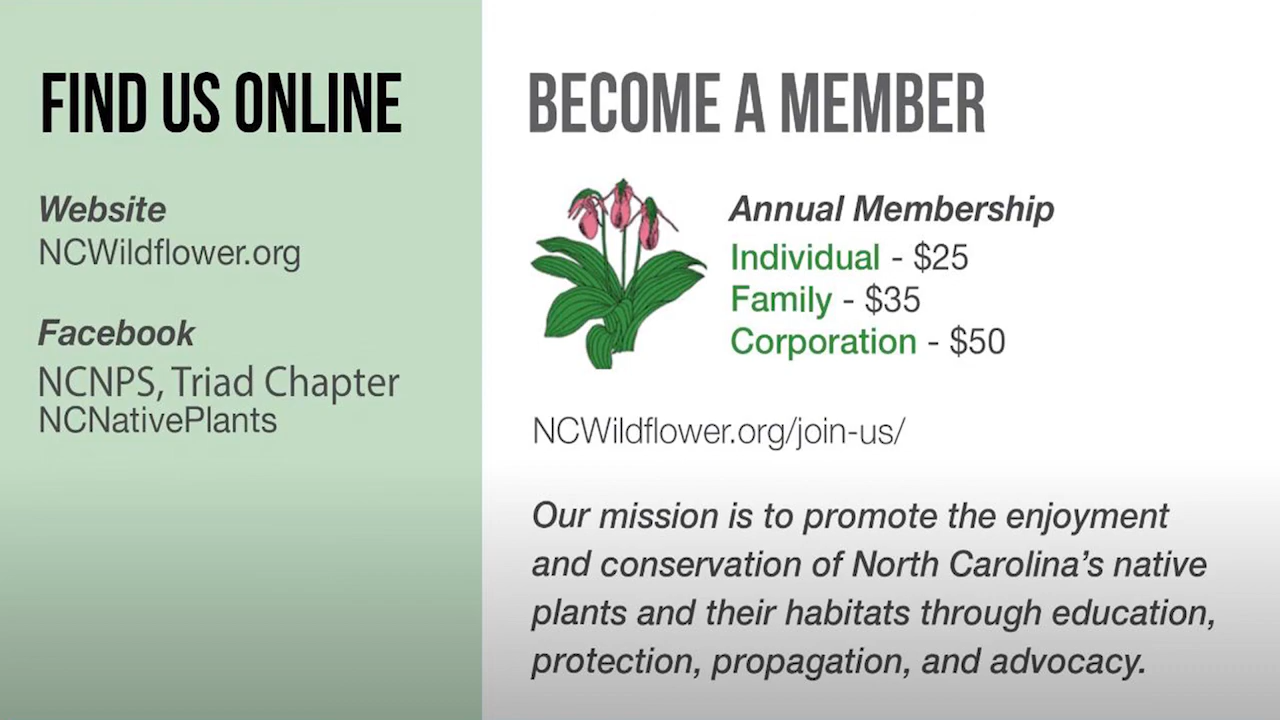 FIND US ONLINE
Website
NCWildflower.org
Facebook
NCNPS, Triad Chapter
NCNativePlants
BECOME A MEMBER
Annual Membership
Individual - $25
Family - $35
Corporation - $50
NCWildflower.org/join-us/
Our mission is to promote the enjoyment
and conservation of North Carolina's native
plants and their habitats through education,
protection, propagation, and advocacy.